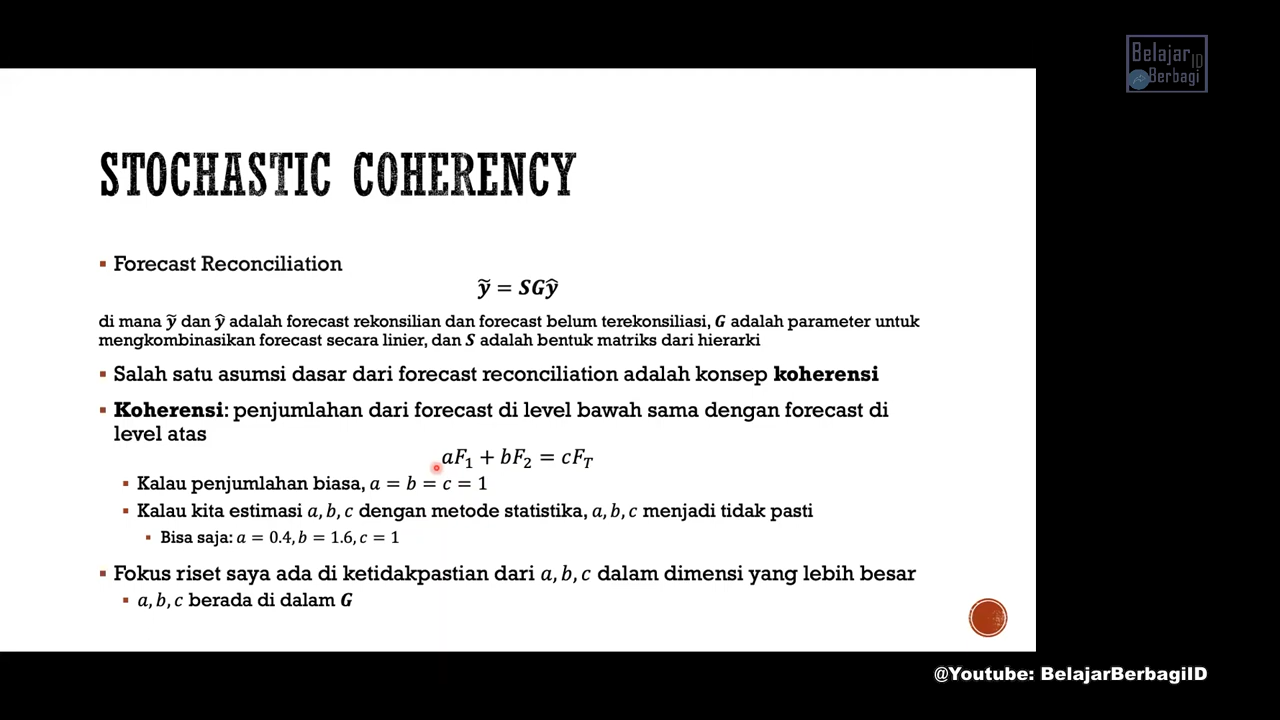 Belajar ID
Berbagi
STOCHASTIC COHERENCY
▪ Forecast Reconciliation
ỹ = SGŷ
di mana ỹ dan ŷ adalah forecast rekonsilian dan forecast belum terekonsiliasi, G adalah parameter untuk
mengkombinasikan forecast secara linier, dan S adalah bentuk matriks dari hierarki
▪ Salah satu asumsi dasar dari forecast reconciliation adalah konsep koherensi
▪ Koherensi: penjumlahan dari forecast di level bawah sama dengan forecast di
level atas
aF₁ + bF₂ = cF_T
▪ Kalau penjumlahan biasa, a = b = c = 1
▪ Kalau kita estimasi a, b, c dengan metode statistika, a, b, c menjadi tidak pasti
▪ Bisa saja: a = 0.4, b = 1.6, c = 1
▪ Fokus riset saya ada di ketidakpastian dari a, b, c dalam dimensi yang lebih besar
▪ a, b, c berada di dalam G
@Youtube: BelajarBerbagiID